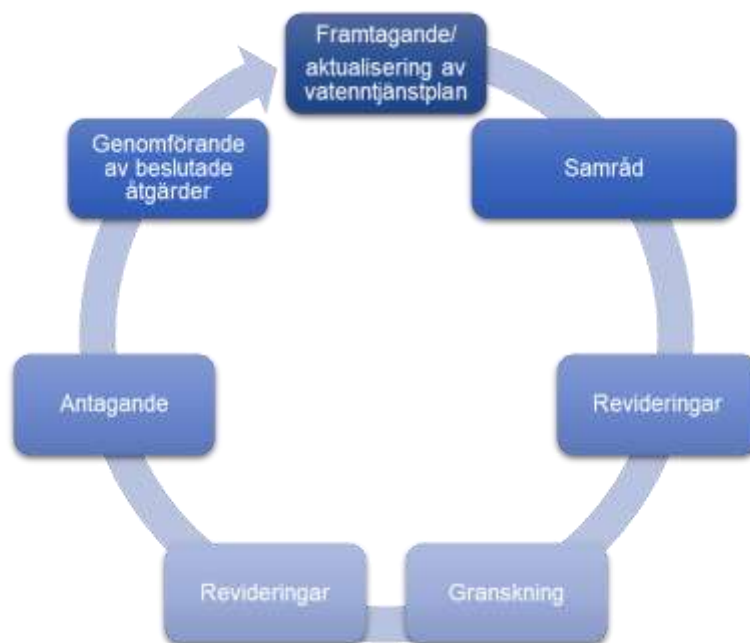 Framtagande/
aktualisering av
vatenntjänstplan
Samråd
Revideringar
Granskning
Revideringar
Antagande
Genomförande
av beslutade
åtgärder